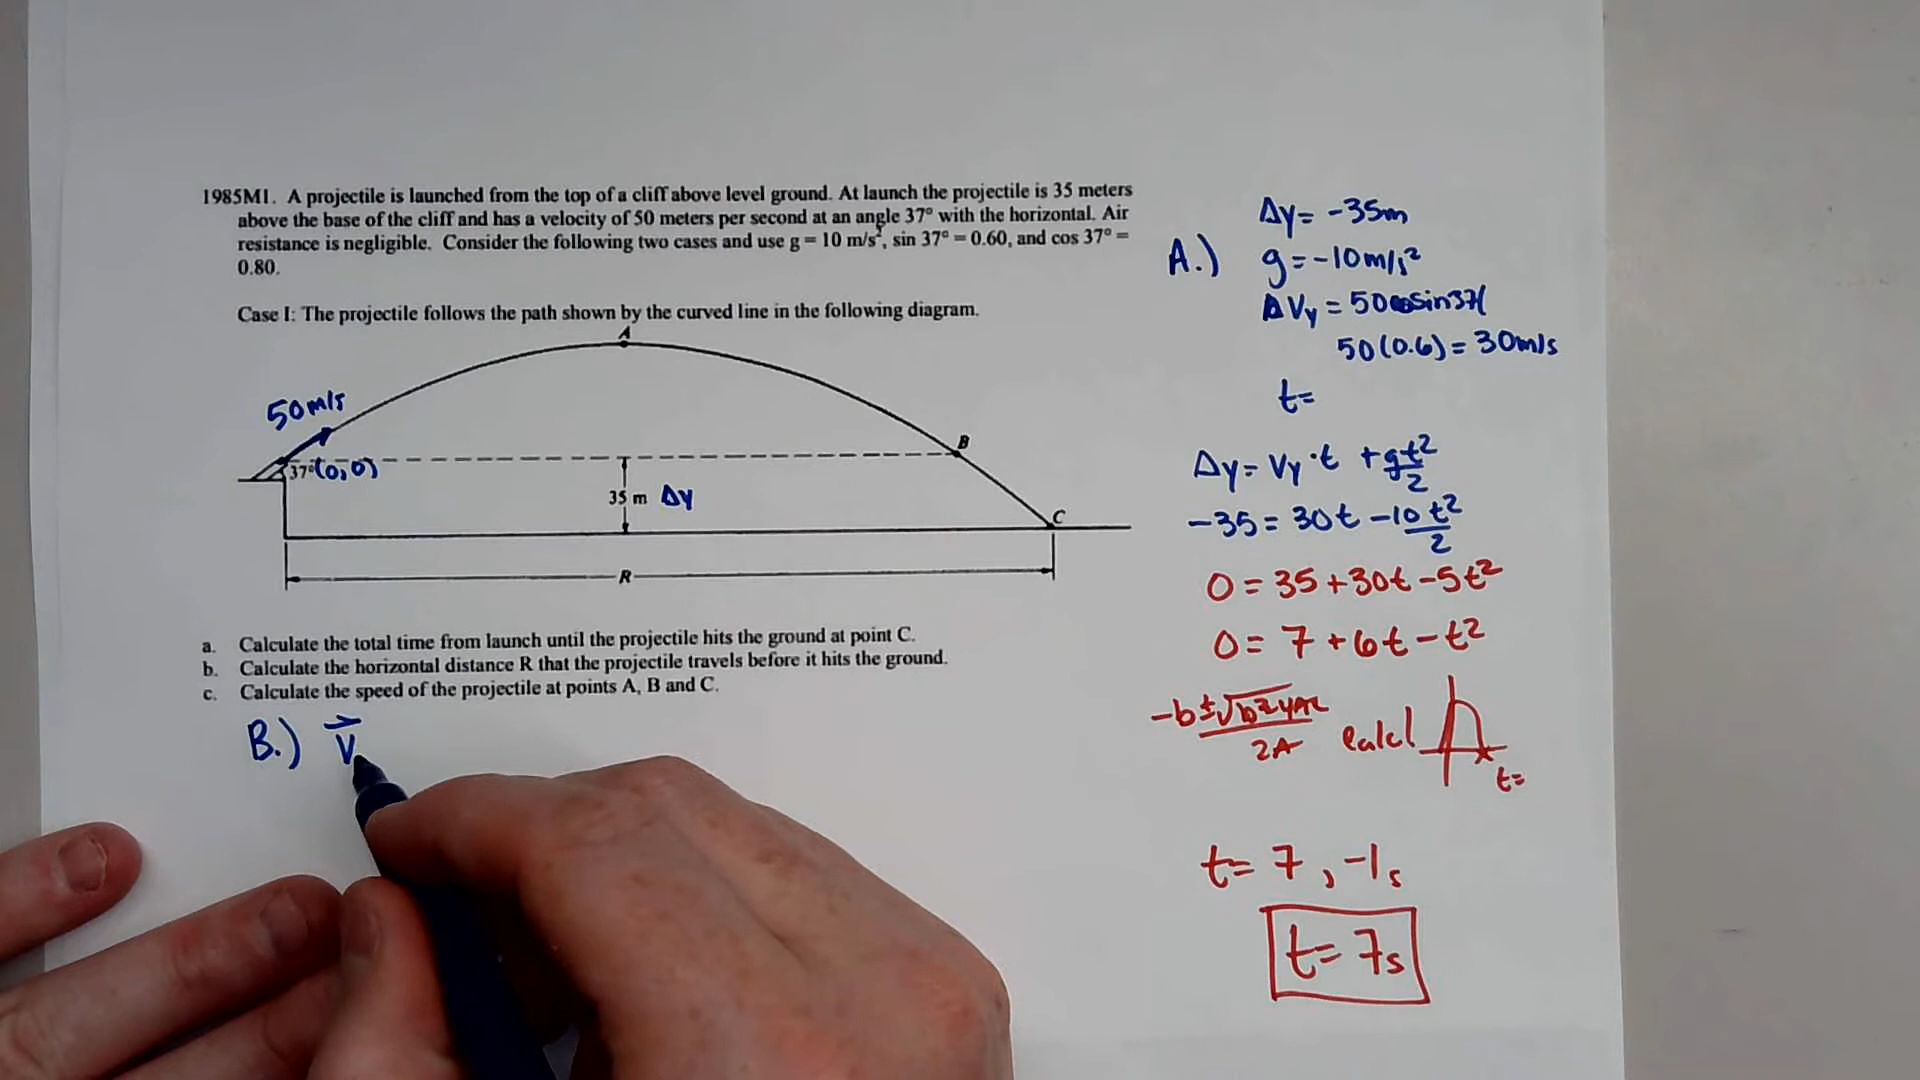 1985M1. A projectile is launched from the top of a cliff above level ground. At launch the projectile is 35 meters
above the base of the cliff and has a velocity of 50 meters per second at an angle 37° with the horizontal. Air
resistance is negligible. Consider the following two cases and use g = 10 m/s², sin 37° = 0.60, and cos 37° =
0.80.
Case I: The projectile follows the path shown by the curved line in the following diagram.
A
50 m/s
B
37° (0,0)
35 m Δy
C
R
a. Calculate the total time from launch until the projectile hits the ground at point C.
b. Calculate the horizontal distance R that the projectile travels before it hits the ground.
c. Calculate the speed of the projectile at points A, B and C.
B.) V
Δy = -35m
A.) g = -10 m/s²
ΔVy = 50 sin37
50(0.6) = 30m/s
t=
Δy = Vy·t + gt²/2
-35 = 30t - 10t²/2
0 = 35 + 30t - 5t²
0 = 7 + 6t - t²
-b ± √b²4AC / 2A calc!
t=
t = 7, -1s
t = 7s